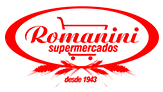 Romanini
supermercados
desde 1943